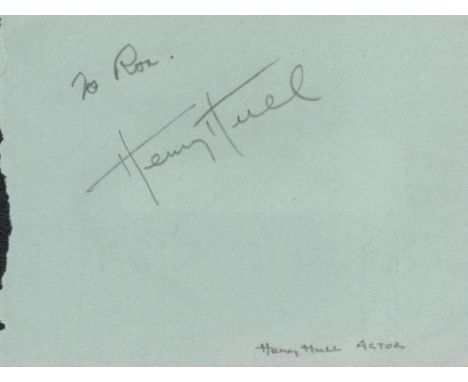 To Ron.
Henry Hull
Henry Hull ACTOR